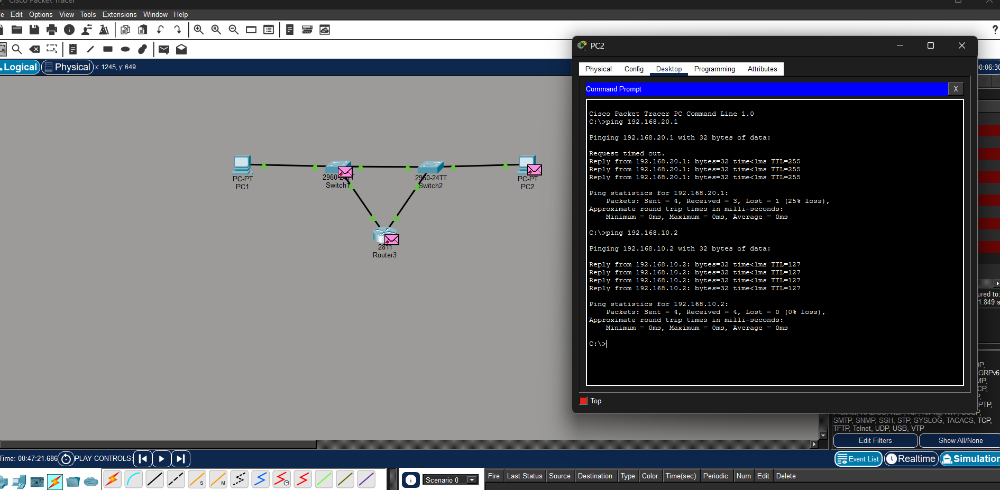 Cisco Packet Tracer
Edit Options View Tools Extensions Window Help
?
Logical Physical x: 1245, y: 649
PC-PT
PC1
Switch1
2960-24TT
Switch2
PC-PT
PC2
2811
Router3
PC2
Physical Config Desktop Programming Attributes
Command Prompt X
Cisco Packet Tracer PC Command Line 1.0
C:\>ping 192.168.20.1
Pinging 192.168.20.1 with 32 bytes of data:
Request timed out.
Reply from 192.168.20.1: bytes=32 time<1ms TTL=255
Reply from 192.168.20.1: bytes=32 time<1ms TTL=255
Reply from 192.168.20.1: bytes=32 time<1ms TTL=255
Ping statistics for 192.168.20.1:
Packets: Sent = 4, Received = 3, Lost = 1 (25% loss),
Approximate round trip times in milli-seconds:
Minimum = 0ms, Maximum = 0ms, Average = 0ms
C:\>ping 192.168.10.2
Pinging 192.168.10.2 with 32 bytes of data:
Reply from 192.168.10.2: bytes=32 time<1ms TTL=127
Reply from 192.168.10.2: bytes=32 time<1ms TTL=127
Reply from 192.168.10.2: bytes=32 time<1ms TTL=127
Reply from 192.168.10.2: bytes=32 time<1ms TTL=127
Ping statistics for 192.168.10.2:
Packets: Sent = 4, Received = 4, Lost = 0 (0% loss),
Approximate round trip times in milli-seconds:
Minimum = 0ms, Maximum = 0ms, Average = 0ms
C:\>
Top
SMTP, SNMP, SSH, STP, SYSLOG, TACACS, TCP,
TFTP, Telnet, UDP, USB, VTP
Edit Filters Show All/None
Time: 00:47:21.686 PLAY CONTROLS:
Event List Realtime Simulation
S M
Scenario 0
Fire Last Status Source Destination Type Color Time(sec) Periodic Num Edit Delete